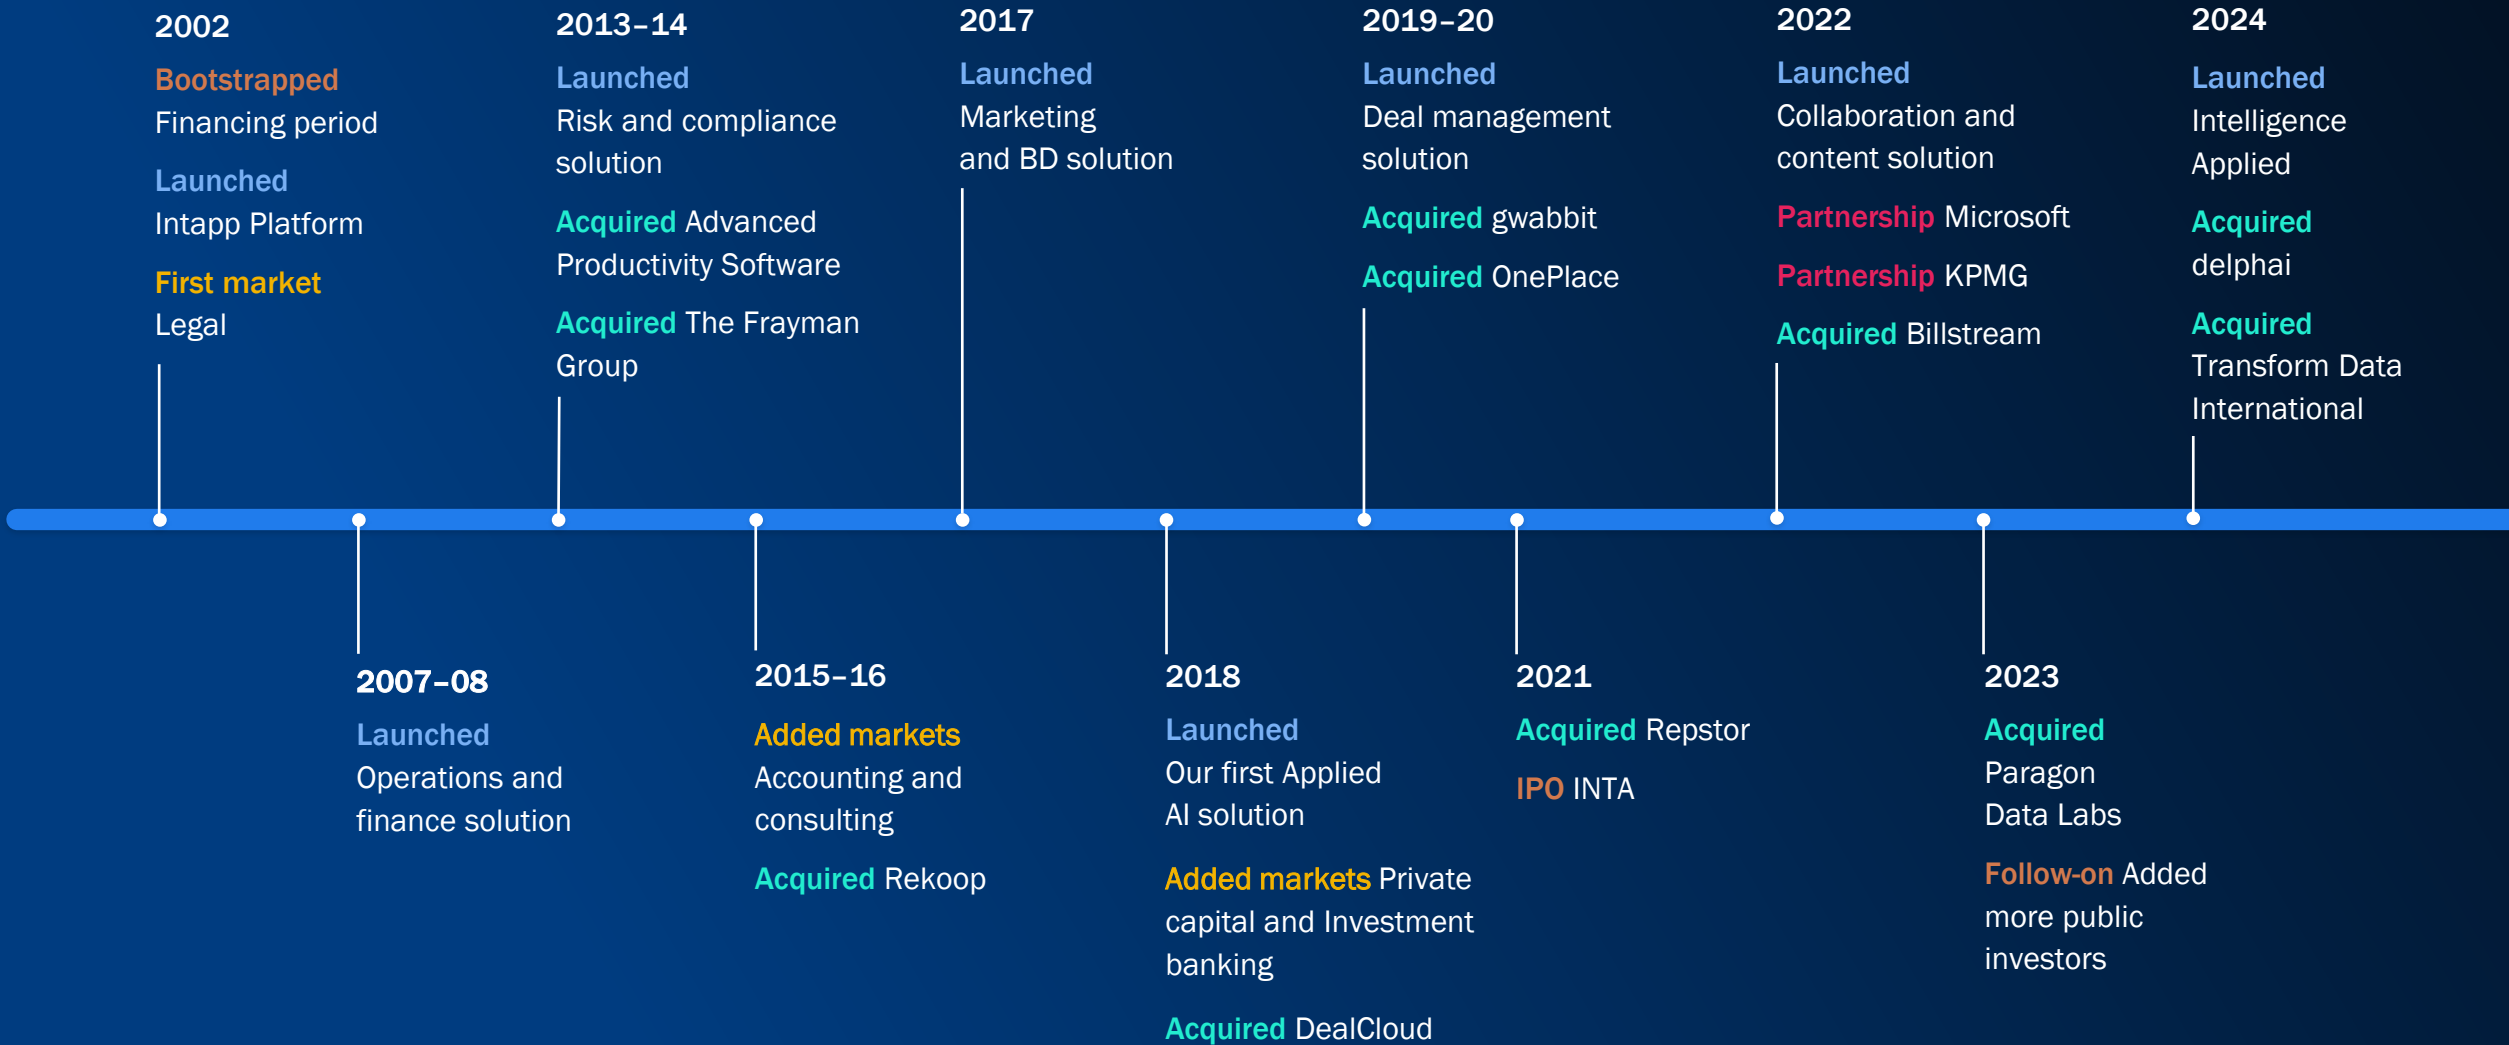 2002
Bootstrapped
Financing period
Launched
Intapp Platform
First market
Legal
2013–14
Launched
Risk and compliance
solution
Acquired Advanced
Productivity Software
Acquired The Frayman
Group
2017
Launched
Marketing
and BD solution
2019–20
Launched
Deal management
solution
Acquired gwabbit
Acquired OnePlace
2022
Launched
Collaboration and
content solution
Partnership Microsoft
Partnership KPMG
Acquired Billstream
2024
Launched
Intelligence
Applied
Acquired
delphai
Acquired
Transform Data
International
2007–08
Launched
Operations and
finance solution
2015–16
Added markets
Accounting and
consulting
Acquired Rekoop
2018
Launched
Our first Applied
AI solution
Added markets Private
capital and Investment
banking
Acquired DealCloud
2021
Acquired Repstor
IPO INTA
2023
Acquired
Paragon
Data Labs
Follow-on Added
more public
investors